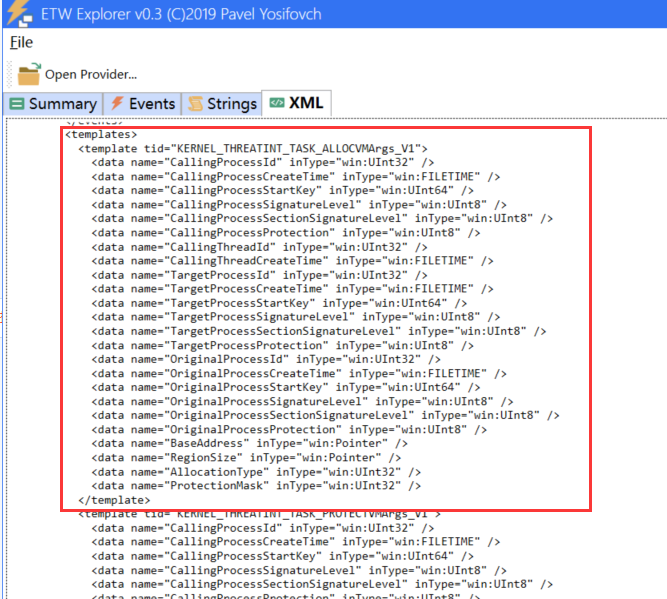 ETW Explorer v0.3 (C)2019 Pavel Yosifovch
File
Open Provider...
Summary Events Strings XML
</events>
<templates>
<template tid="KERNEL_THREATINT_TASK_ALLOCVMArgs_V1">
<data name="CallingProcessId" inType="win:UInt32" />
<data name="CallingProcessCreateTime" inType="win:FILETIME" />
<data name="CallingProcessStartKey" inType="win:UInt64" />
<data name="CallingProcessSignatureLevel" inType="win:UInt8" />
<data name="CallingProcessSectionSignatureLevel" inType="win:UInt8" />
<data name="CallingProcessProtection" inType="win:UInt8" />
<data name="CallingThreadId" inType="win:UInt32" />
<data name="CallingThreadCreateTime" inType="win:FILETIME" />
<data name="TargetProcessId" inType="win:UInt32" />
<data name="TargetProcessCreateTime" inType="win:FILETIME" />
<data name="TargetProcessStartKey" inType="win:UInt64" />
<data name="TargetProcessSignatureLevel" inType="win:UInt8" />
<data name="TargetProcessSectionSignatureLevel" inType="win:UInt8" />
<data name="TargetProcessProtection" inType="win:UInt8" />
<data name="OriginalProcessId" inType="win:UInt32" />
<data name="OriginalProcessCreateTime" inType="win:FILETIME" />
<data name="OriginalProcessStartKey" inType="win:UInt64" />
<data name="OriginalProcessSignatureLevel" inType="win:UInt8" />
<data name="OriginalProcessSectionSignatureLevel" inType="win:UInt8" />
<data name="OriginalProcessProtection" inType="win:UInt8" />
<data name="BaseAddress" inType="win:Pointer" />
<data name="RegionSize" inType="win:Pointer" />
<data name="AllocationType" inType="win:UInt32" />
<data name="ProtectionMask" inType="win:UInt32" />
</template>
<template tid="KERNEL_THREATINT_TASK_PROTECTVMArgs_V1">
<data name="CallingProcessId" inType="win:UInt32" />
<data name="CallingProcessCreateTime" inType="win:FILETIME" />
<data name="CallingProcessStartKey" inType="win:UInt64" />
<data name="CallingProcessSignatureLevel" inType="win:UInt8" />
<data name="CallingProcessSectionSignatureLevel" inType="win:UInt8" />
<data name="CallingProcessProtection" inType="win:UInt8" />